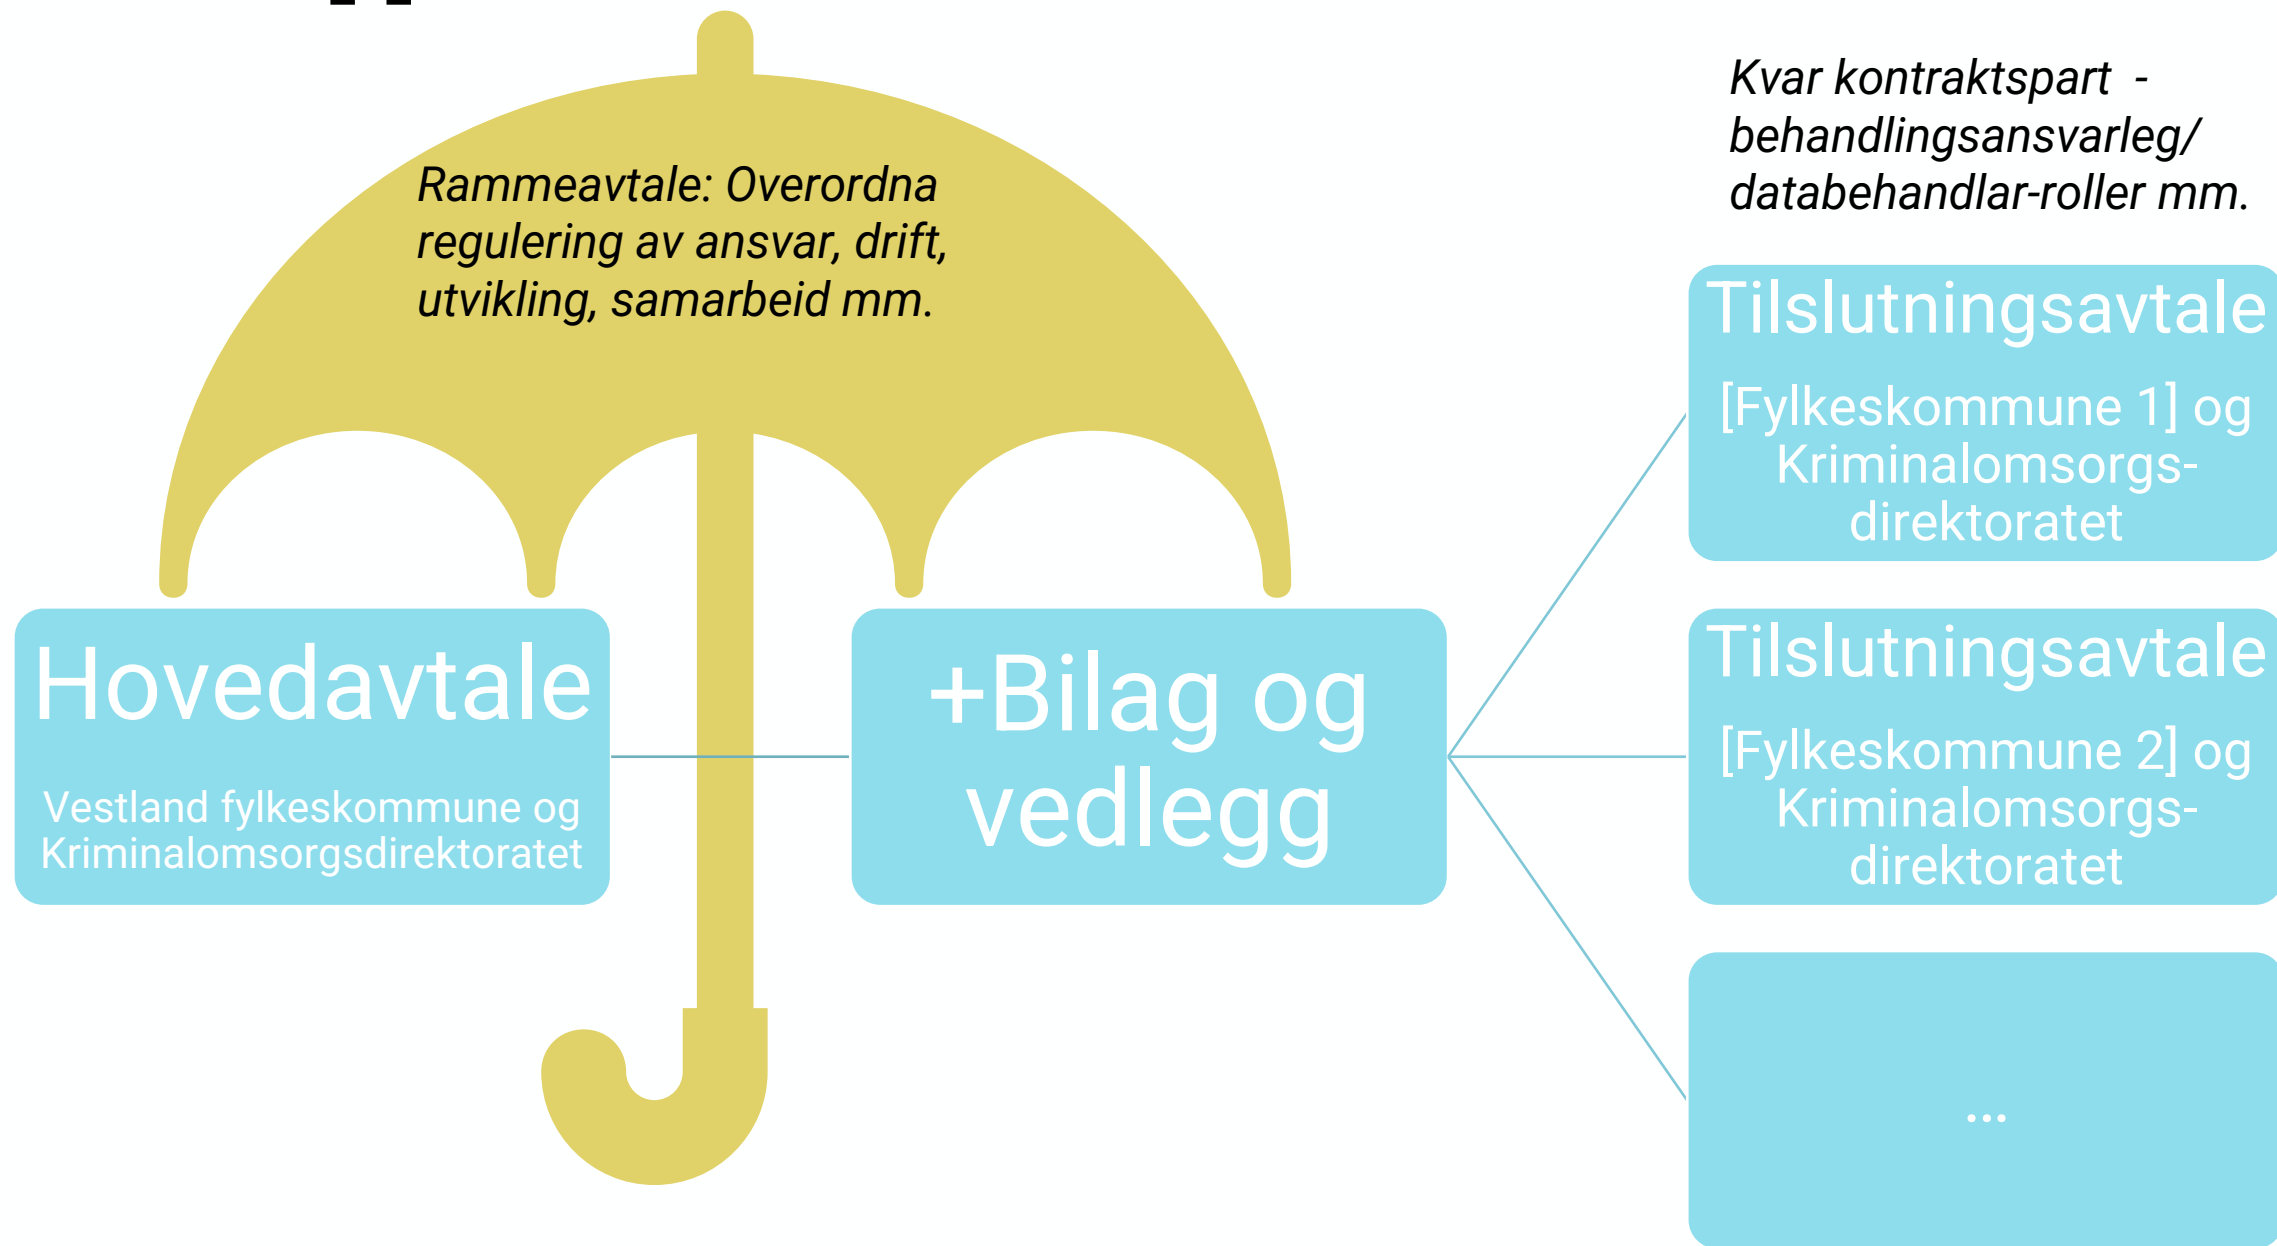 Rammeavtale: Overordna
regulering av ansvar, drift,
utvikling, samarbeid mm.
Hovedavtale
Vestland fylkeskommune og
Kriminalomsorgsdirektoratet
+Bilag og
vedlegg
Kvar kontraktspart -
behandlingsansvarleg/
databehandlar-roller mm.
Tilslutningsavtale
[Fylkeskommune 1] og
Kriminalomsorgs-
direktoratet
Tilslutningsavtale
[Fylkeskommune 2] og
Kriminalomsorgs-
direktoratet
...